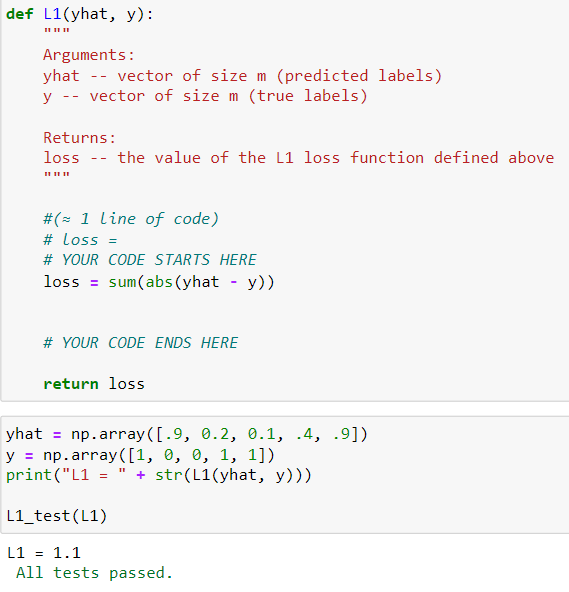 def L1(yhat, y):
    """
    Arguments:
    yhat -- vector of size m (predicted labels)
    y -- vector of size m (true labels)

    Returns:
    loss -- the value of the L1 loss function defined above
    """

    #(≈ 1 line of code)
    # loss =
    # YOUR CODE STARTS HERE
    loss = sum(abs(yhat - y))

    # YOUR CODE ENDS HERE

    return loss

yhat = np.array([.9, 0.2, 0.1, .4, .9])
y = np.array([1, 0, 0, 1, 1])
print("L1 = " + str(L1(yhat, y)))

L1_test(L1)

L1 = 1.1
 All tests passed.